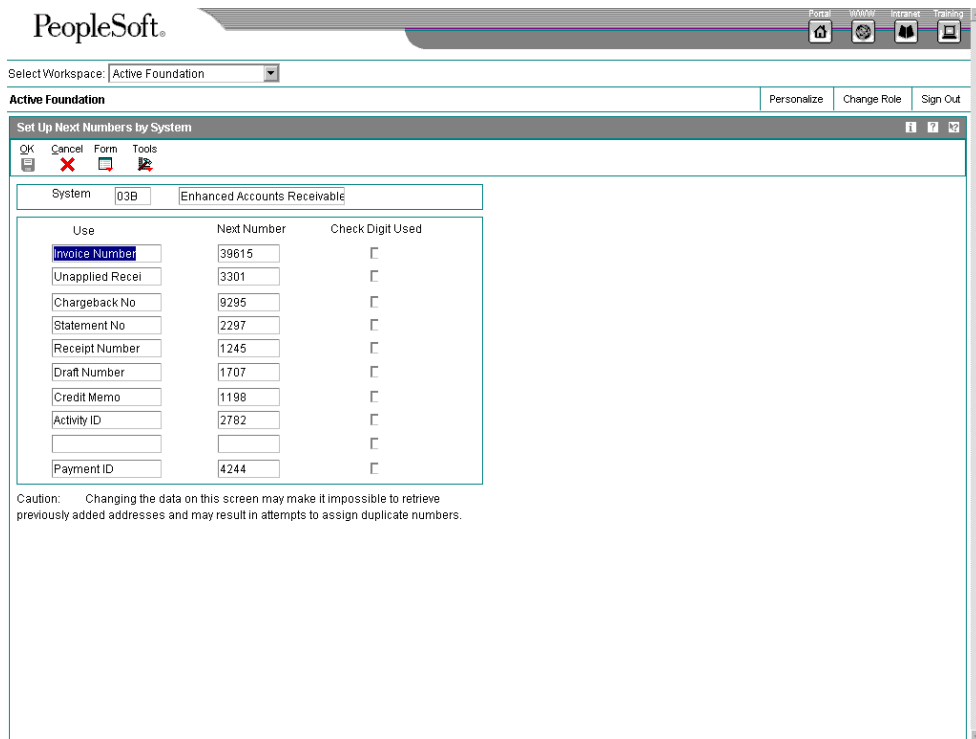 Portal WWW Intranet Training
PeopleSoft.
Select Workspace: Active Foundation
Active Foundation Personalize Change Role Sign Out
Set Up Next Numbers by System
OK Cancel Form Tools
System 03B Enhanced Accounts Receivable
Use Next Number Check Digit Used
Invoice Number 39615
Unapplied Recei 3301
Chargeback No 9295
Statement No 2297
Receipt Number 1245
Draft Number 1707
Credit Memo 1198
Activity ID 2782
Payment ID 4244
Caution: Changing the data on this screen may make it impossible to retrieve
previously added addresses and may result in attempts to assign duplicate numbers.